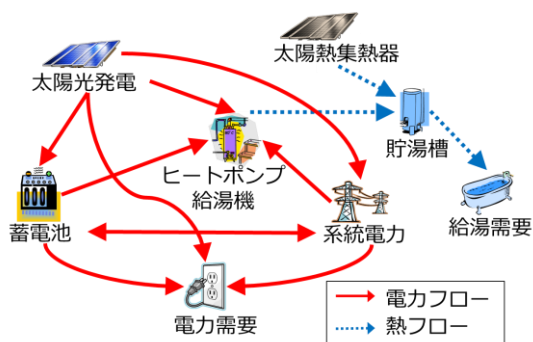 太陽熱集熱器
太陽光発電
貯湯槽
ヒートポンプ
給湯機
蓄電池
系統電力
給湯需要
電力需要
電力フロー
熱フロー